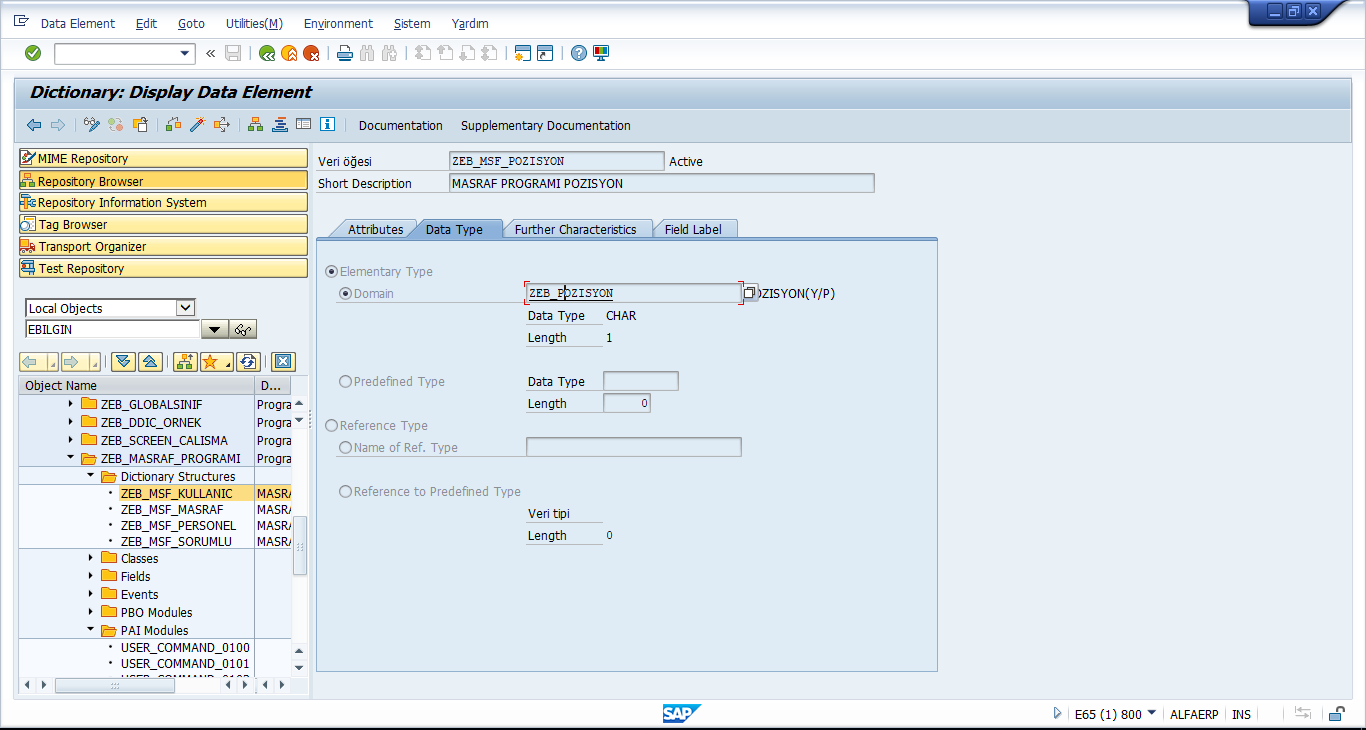 Data Element Edit Goto Utilities(M) Environment Sistem Yardım
Dictionary: Display Data Element
Documentation Supplementary Documentation
MIME Repository
Repository Browser
Repository Information System
Tag Browser
Transport Organizer
Test Repository
Local Objects
EBILGIN
Object Name D...
ZEB_GLOBALSINIF Progra
ZEB_DDIC_ORNEK Progra
ZEB_SCREEN_CALISMA Progra
ZEB_MASRAF_PROGRAMI Progra
Dictionary Structures
ZEB_MSF_KULLANIC MASRA
ZEB_MSF_MASRAF MASRA
ZEB_MSF_PERSONEL MASRA
ZEB_MSF_SORUMLU MASRA
Classes
Fields
Events
PBO Modules
PAI Modules
USER_COMMAND_0100
USER_COMMAND_0101
Veri öğesi ZEB_MSF_POZISYON Active
Short Description MASRAF PROGRAMI POZISYON
Attributes Data Type Further Characteristics Field Label
Elementary Type
Domain ZEB_POZISYON OZISYON(Y/P)
Data Type CHAR
Length 1
Predefined Type Data Type
Length 0
Reference Type
Name of Ref. Type
Reference to Predefined Type
Veri tipi
Length 0
SAP
E65 (1) 800 ALFAERP INS